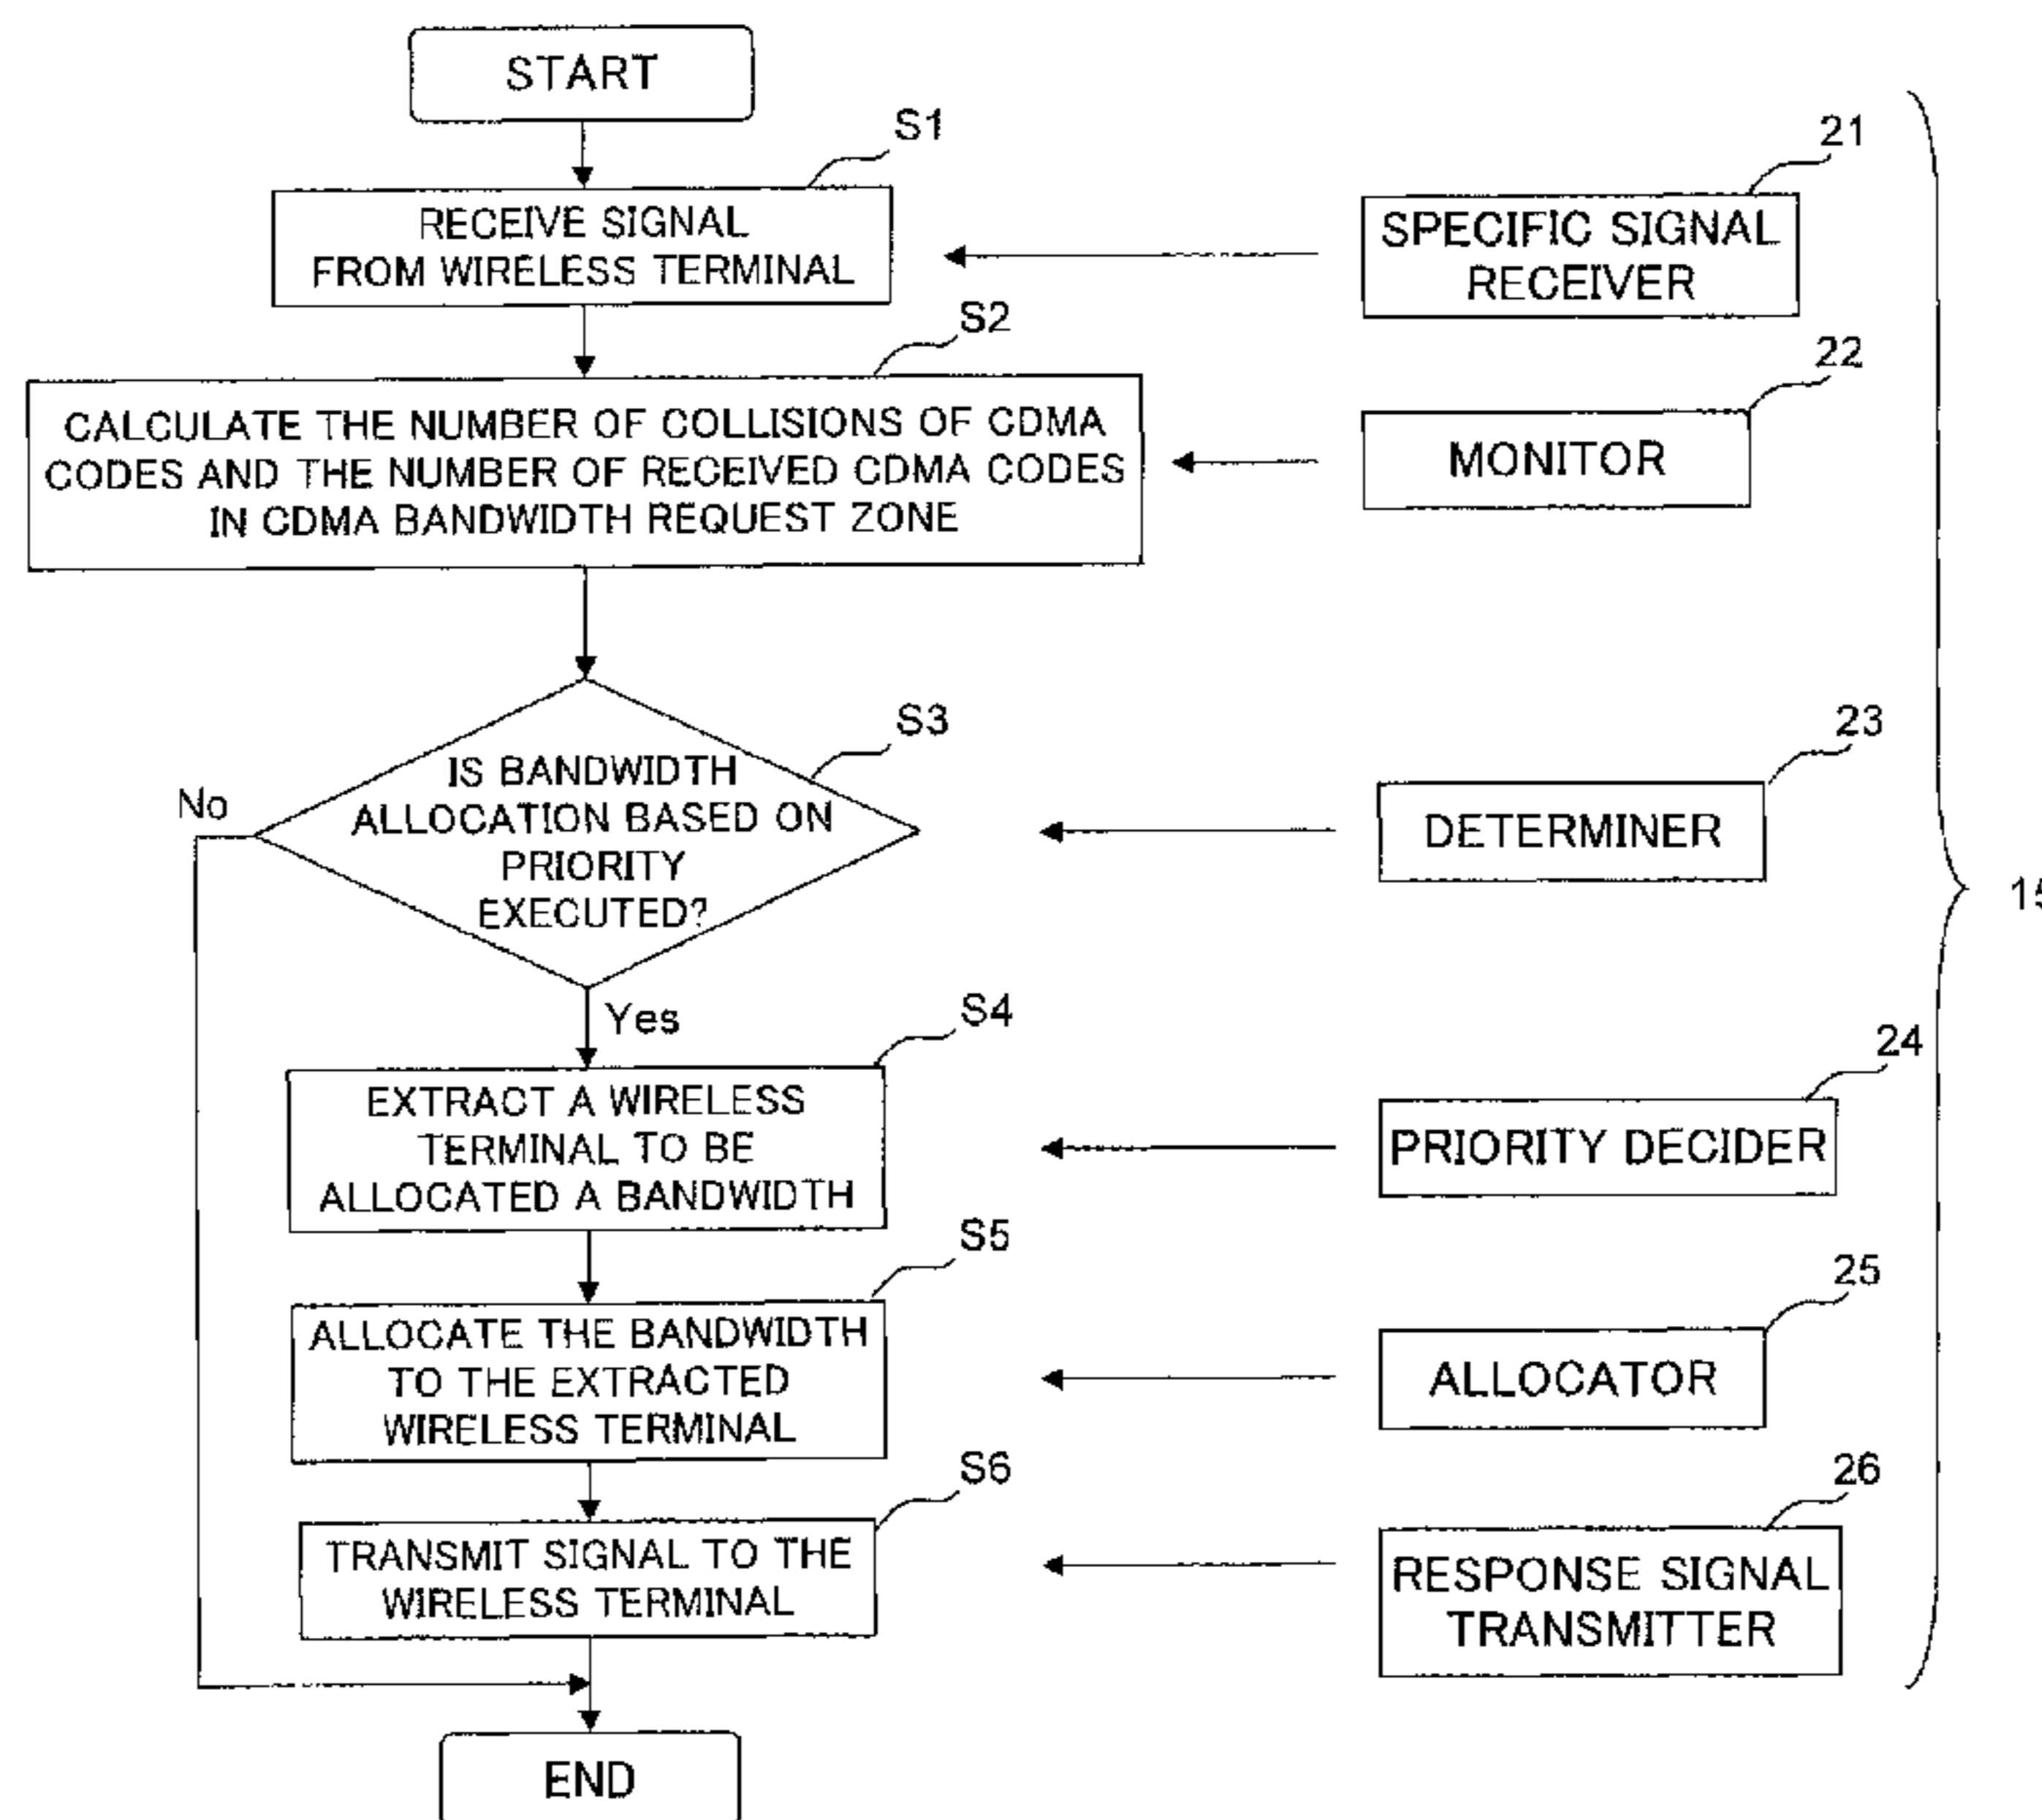 START
S1
RECEIVE SIGNAL
FROM WIRELESS TERMINAL
21
SPECIFIC SIGNAL
RECEIVER
S2
CALCULATE THE NUMBER OF COLLISIONS OF CDMA
CODES AND THE NUMBER OF RECEIVED CDMA CODES
IN CDMA BANDWIDTH REQUEST ZONE
22
MONITOR
S3
IS BANDWIDTH
ALLOCATION BASED ON
PRIORITY
EXECUTED?
No
Yes
23
DETERMINER
15
S4
EXTRACT A WIRELESS
TERMINAL TO BE
ALLOCATED A BANDWIDTH
24
PRIORITY DECIDER
S5
ALLOCATE THE BANDWIDTH
TO THE EXTRACTED
WIRELESS TERMINAL
25
ALLOCATOR
S6
TRANSMIT SIGNAL TO THE
WIRELESS TERMINAL
26
RESPONSE SIGNAL
TRANSMITTER
END